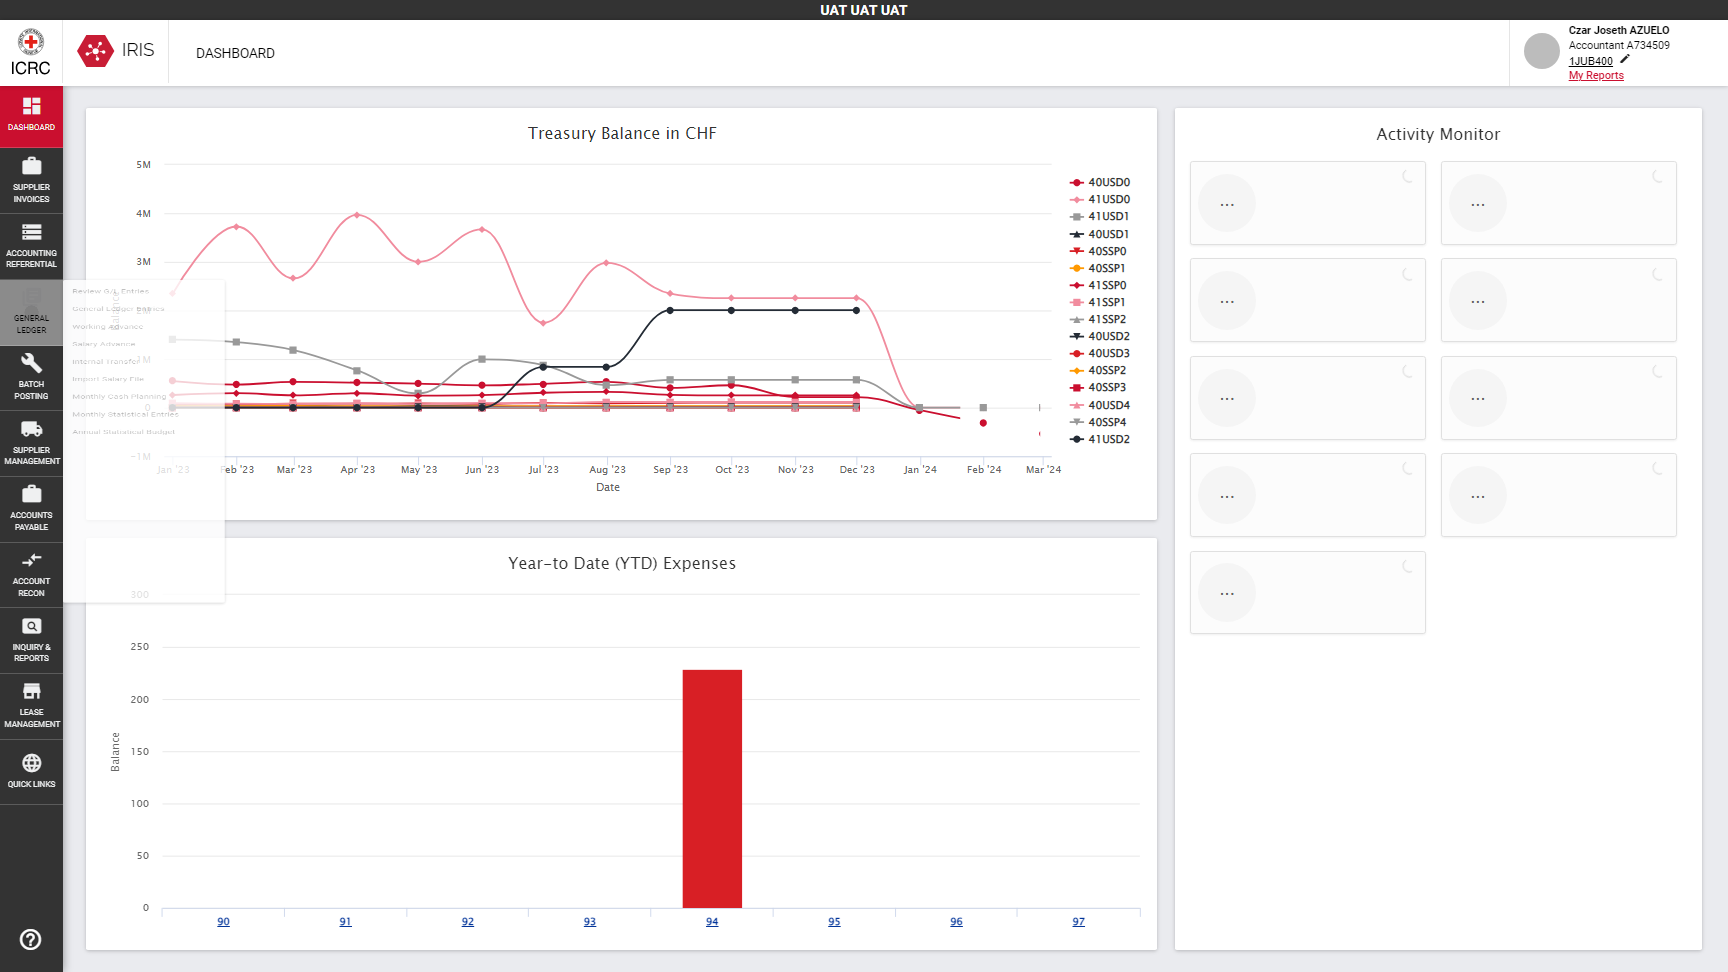 UAT UAT UAT
ICRC
IRIS
DASHBOARD
Czar Joseth AZUELO
Accountant A734509
1JUB400
My Reports
DASHBOARD
SUPPLIER
INVOICES
ACCOUNTING
REFERENTIAL
GENERAL
LEDGER
BATCH
POSTING
SUPPLIER
MANAGEMENT
ACCOUNTS
PAYABLE
ACCOUNT
RECON
INQUIRY &
REPORTS
LEASE
MANAGEMENT
QUICK LINKS
Review G/L Entries
General Ledger Entries
Working Advance
Salary Advance
Internal Transfer
Import Salary File
Monthly Cash Planning
Monthly Statistical Entries
Annual Statistical Budget
Treasury Balance in CHF
5M
4M
3M
1M
0
-1M
Balance
Jan '23
Feb '23
Mar '23
Apr '23
May '23
Jun '23
Jul '23
Aug '23
Sep '23
Oct '23
Nov '23
Dec '23
Jan '24
Feb '24
Mar '24
Date
40USD0
41USD0
41USD1
40USD1
40SSP0
40SSP1
41SSP0
41SSP1
41SSP2
40USD2
40USD3
40SSP2
40SSP3
40USD4
40SSP4
41USD2
Year-to Date (YTD) Expenses
300
250
200
150
100
50
0
Balance
90
91
92
93
94
95
96
97
Activity Monitor
...
...
...
...
...
...
...
...
...